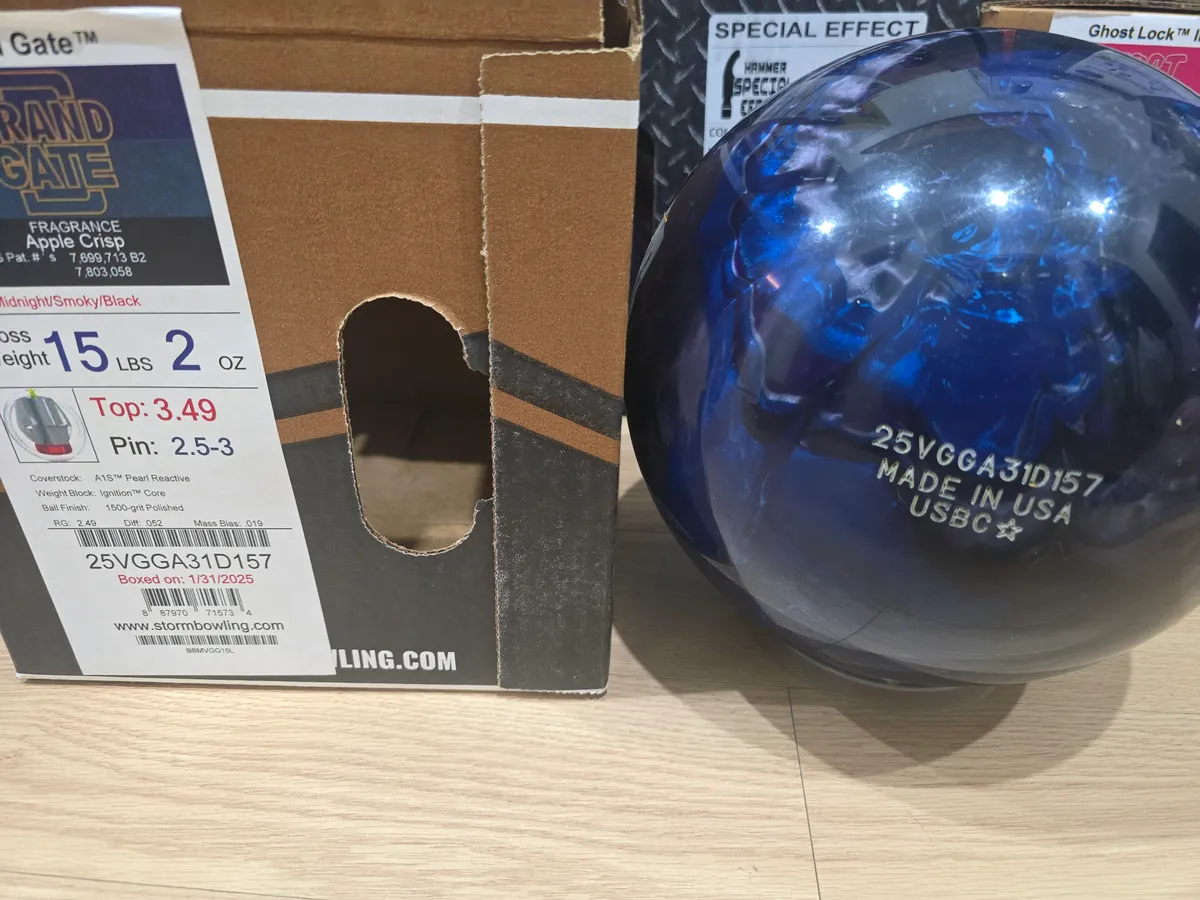 Gate™
RAND
GATE
FRAGRANCE
Apple Crisp
Pat. #'s 7,699,713 B2
7,803,058
Midnight/Smoky/Black
15 LBS 2 OZ
Top: 3.49
Pin: 2.5-3
Coverstock: A1S™ Pearl Reactive
Weight Block: Ignition™ Core
Ball Finish: 1500-grit Polished
RG: 2.49 Diff: .052 Mass Bias: .019
25VGGA31D157
Boxed on: 1/31/2025
8 87970 71573 4
www.stormbowling.com
BBMVGG15L
LING.COM
SPECIAL EFFECT
HAMMER
Ghost Lock™
25VGGA31D157
MADE IN USA
USBC☆